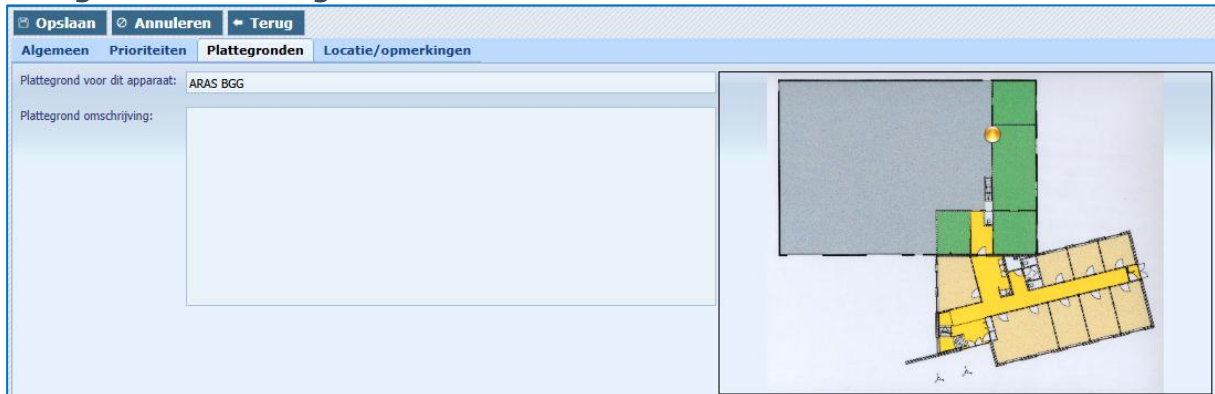 Opslaan Annuleren Terug
Algemeen Prioriteiten Plattegronden Locatie/opmerkingen
Plattegrond voor dit apparaat: ARAS BGG
Plattegrond omschrijving: